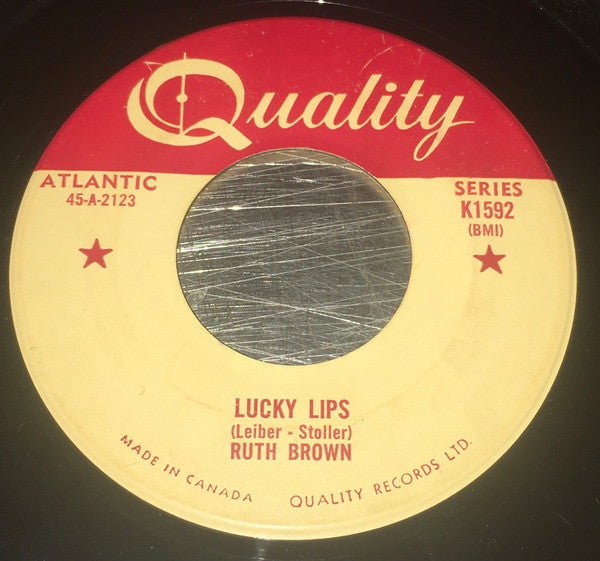 Quality
ATLANTIC
45-A-2123
SERIES
K1592
(BMI)
LUCKY LIPS
(Leiber - Stoller)
RUTH BROWN
MADE IN CANADA QUALITY RECORDS LTD.